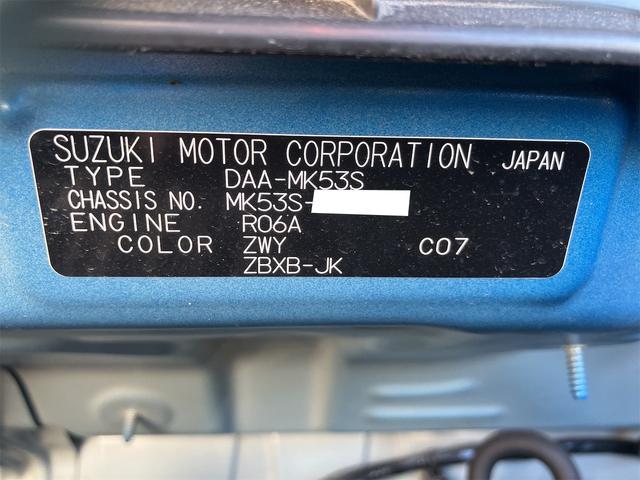 SUZUKI MOTOR CORPORATION JAPAN
TYPE DAA-MK53S
CHASSIS NO. MK53S-
ENGINE R06A
COLOR ZWY C07
ZBXB-JK